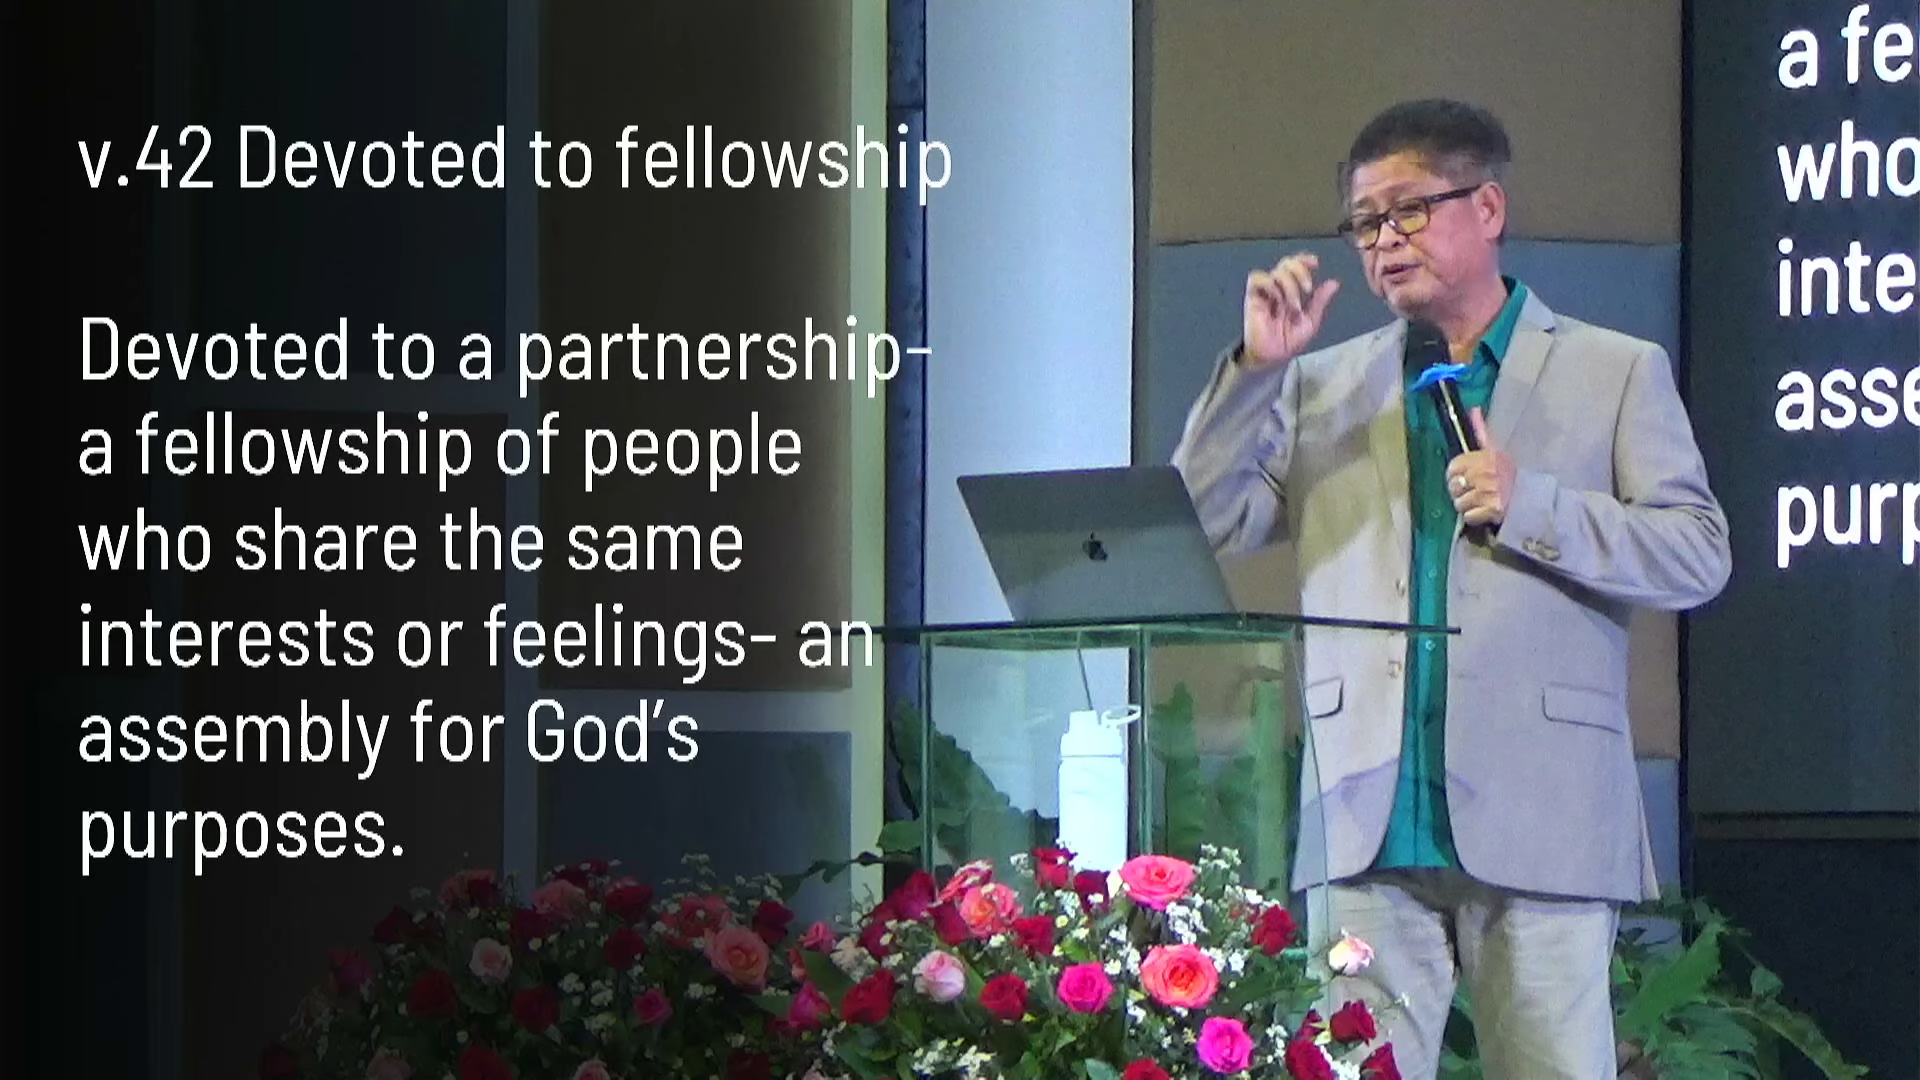 v.42 Devoted to fellowship
Devoted to a partnership-
a fellowship of people
who share the same
interests or feelings- an
assembly for God's
purposes.
a
who